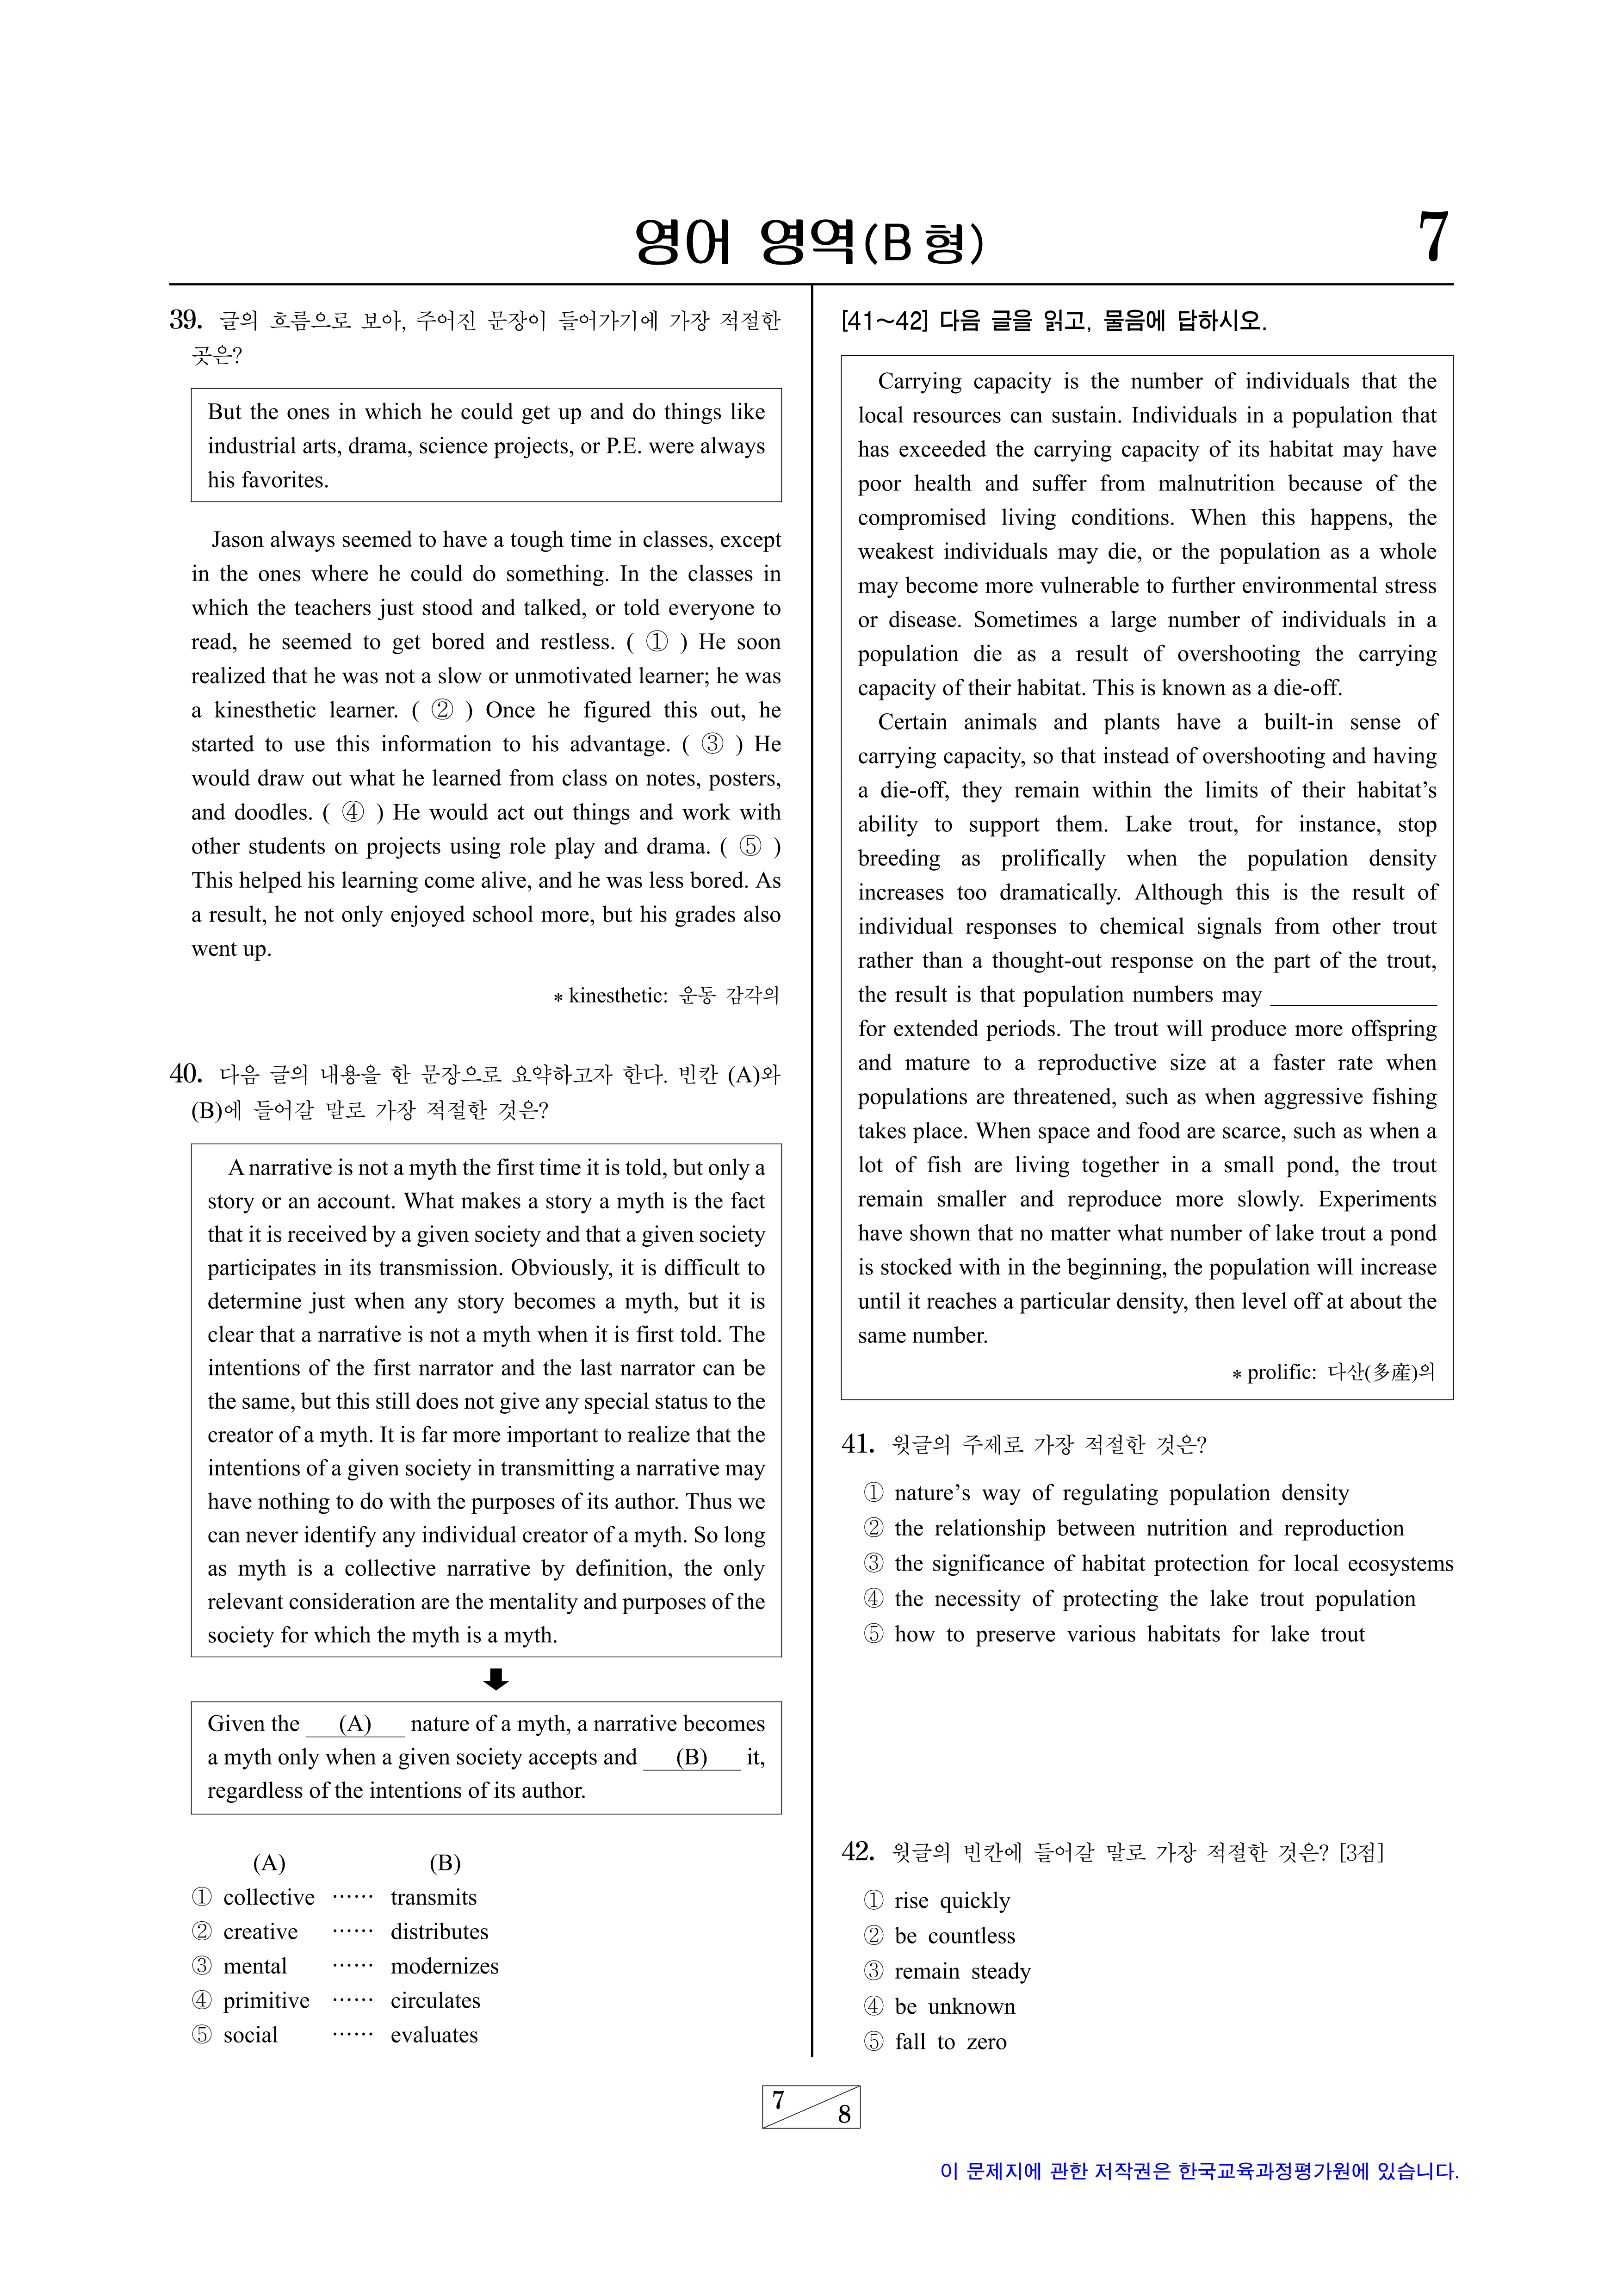 영어 영역(B 형)
7
39. 글의 흐름으로 보아, 주어진 문장이 들어가기에 가장 적절한
곳은?
But the ones in which he could get up and do things like
industrial arts, drama, science projects, or P.E. were always
his favorites.
Jason always seemed to have a tough time in classes, except
in the ones where he could do something. In the classes in
which the teachers just stood and talked, or told everyone to
read, he seemed to get bored and restless. ( ① ) He soon
realized that he was not a slow or unmotivated learner; he was
a kinesthetic learner. ( ② ) Once he figured this out, he
started to use this information to his advantage. ( ③ ) He
would draw out what he learned from class on notes, posters,
and doodles. ( ④ ) He would act out things and work with
other students on projects using role play and drama. ( ⑤ )
This helped his learning come alive, and he was less bored. As
a result, he not only enjoyed school more, but his grades also
went up.
* kinesthetic: 운동 감각의
40. 다음 글의 내용을 한 문장으로 요약하고자 한다. 빈칸 (A)와
(B)에 들어갈 말로 가장 적절한 것은?
A narrative is not a myth the first time it is told, but only a
story or an account. What makes a story a myth is the fact
that it is received by a given society and that a given society
participates in its transmission. Obviously, it is difficult to
determine just when any story becomes a myth, but it is
clear that a narrative is not a myth when it is first told. The
intentions of the first narrator and the last narrator can be
the same, but this still does not give any special status to the
creator of a myth. It is far more important to realize that the
intentions of a given society in transmitting a narrative may
have nothing to do with the purposes of its author. Thus we
can never identify any individual creator of a myth. So long
as myth is a collective narrative by definition, the only
relevant consideration are the mentality and purposes of the
society for which the myth is a myth.
Given the (A) nature of a myth, a narrative becomes
a myth only when a given society accepts and (B) it,
regardless of the intentions of its author.
(A) (B)
① collective ⋯⋯ transmits
② creative ⋯⋯ distributes
③ mental ⋯⋯ modernizes
④ primitive ⋯⋯ circulates
⑤ social ⋯⋯ evaluates
[41~42] 다음 글을 읽고, 물음에 답하시오.
Carrying capacity is the number of individuals that the
local resources can sustain. Individuals in a population that
has exceeded the carrying capacity of its habitat may have
poor health and suffer from malnutrition because of the
compromised living conditions. When this happens, the
weakest individuals may die, or the population as a whole
may become more vulnerable to further environmental stress
or disease. Sometimes a large number of individuals in a
population die as a result of overshooting the carrying
capacity of their habitat. This is known as a die-off.
Certain animals and plants have a built-in sense of
carrying capacity, so that instead of overshooting and having
a die-off, they remain within the limits of their habitat's
ability to support them. Lake trout, for instance, stop
breeding as prolifically when the population density
increases too dramatically. Although this is the result of
individual responses to chemical signals from other trout
rather than a thought-out response on the part of the trout,
the result is that population numbers may ______________
for extended periods. The trout will produce more offspring
and mature to a reproductive size at a faster rate when
populations are threatened, such as when aggressive fishing
takes place. When space and food are scarce, such as when a
lot of fish are living together in a small pond, the trout
remain smaller and reproduce more slowly. Experiments
have shown that no matter what number of lake trout a pond
is stocked with in the beginning, the population will increase
until it reaches a particular density, then level off at about the
same number.
* prolific: 다산(多産)의
41. 윗글의 주제로 가장 적절한 것은?
① nature's way of regulating population density
② the relationship between nutrition and reproduction
③ the significance of habitat protection for local ecosystems
④ the necessity of protecting the lake trout population
⑤ how to preserve various habitats for lake trout
42. 윗글의 빈칸에 들어갈 말로 가장 적절한 것은? [3점]
① rise quickly
② be countless
③ remain steady
④ be unknown
⑤ fall to zero
7
8
이 문제지에 관한 저작권은 한국교육과정평가원에 있습니다.